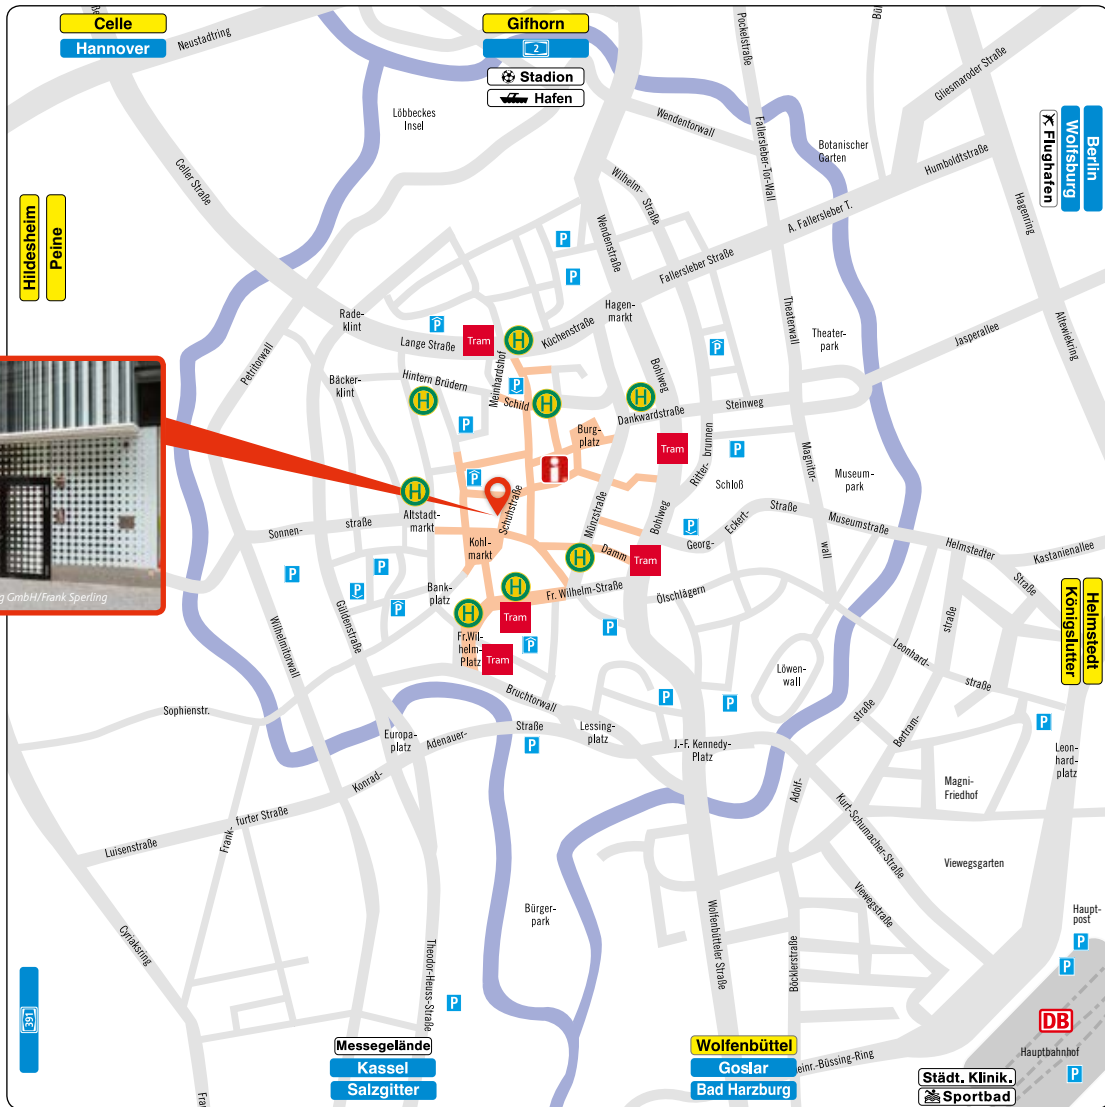 Celle
Hannover
Neustadtring
Gifhorn
2
Stadion
Hafen
Pockelstraße
Gliesmaroder Straße
Löbbeckes
Insel
Wendentorwall
Fallersleber-Tor-Wall
Botanischer
Garten
Humboldtstraße
Berlin
Wolfsburg
Flughafen
Hagenring
Celler Straße
Wilhelm-
Straße
Wendenstraße
A. Fallersleber T.
Fallersleber Straße
Hildesheim
Peine
P
P
Hagen-
markt
Rade-
klint
P
Lange Straße
Tram
H
Küchenstraße
Theaterwall
Theater-
park
Jasperallee
Altewiekring
Petritorwall
Bäcker-
klint
Hintern Brüdern
Meinhardshof
P
Schild
H
H
H
Bohlweg
P
Dankwardstraße
Steinweg
P
Burg-
platz
Tram
Ritter-
brunnen
P
Magnitor-
wall
Museum-
park
Schloß
P
i
H
Altstadt-
markt
Schuhstraße
Münzstraße
Bohlweg
P
Georg-
Eckert-
Straße
Museumstraße
Sonnen-
straße
Kohl-
markt
H
Damm
Tram
Helmstedter
Straße
Kastanienallee
g GmbH/Frank Sperling
P
P
P
P
Güldenstraße
Bank-
platz
H
H
Fr. Wilhelm-Straße
Ölschlägern
Tram
Fr.Wil-
helm-
Platz
Tram
P
P
Helmstedt
Königslutter
Wilhelmitorwall
Leonhard-
straße
straße
Bertram-
straße
Löwen-
wall
P
P
P
Bruchtorwall
Sophienstr.
Europa-
platz
Konrad-
Adenauer-
Straße
P
Lessing-
platz
J.-F. Kennedy-
Platz
Leon-
hard-
platz
Magni-
Friedhof
Adolf-
Kurt-Schumacher-Straße
Luisenstraße
Frank-
furter Straße
Viewegsgarten
Viewegstraße
Bürger-
park
Wolfenbütteler Straße
Böcklerstraße
Haupt-
post
P
P
Cyriaksring
Theodor-Heuss-Straße
P
391
DB
Hauptbahnhof
P
Messegelände
Kassel
Salzgitter
Wolfenbüttel
Goslar
Bad Harzburg
einr.-Büssing-Ring
Städt. Klinik.
Sportbad